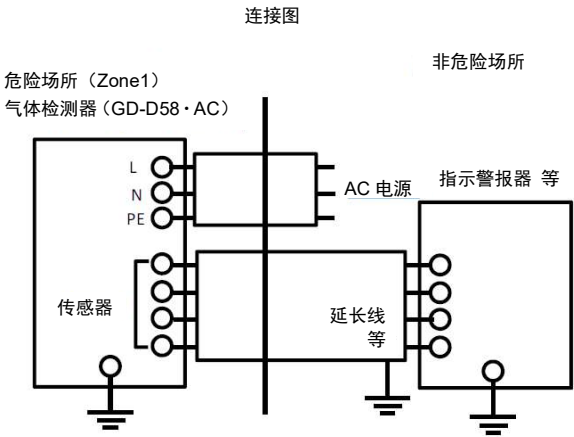 连接图
非危险场所
危险场所（Zone1）
气体检测器（GD-D58・AC）
L
N
PE
AC 电源
指示警报器 等
传感器
延长线
等